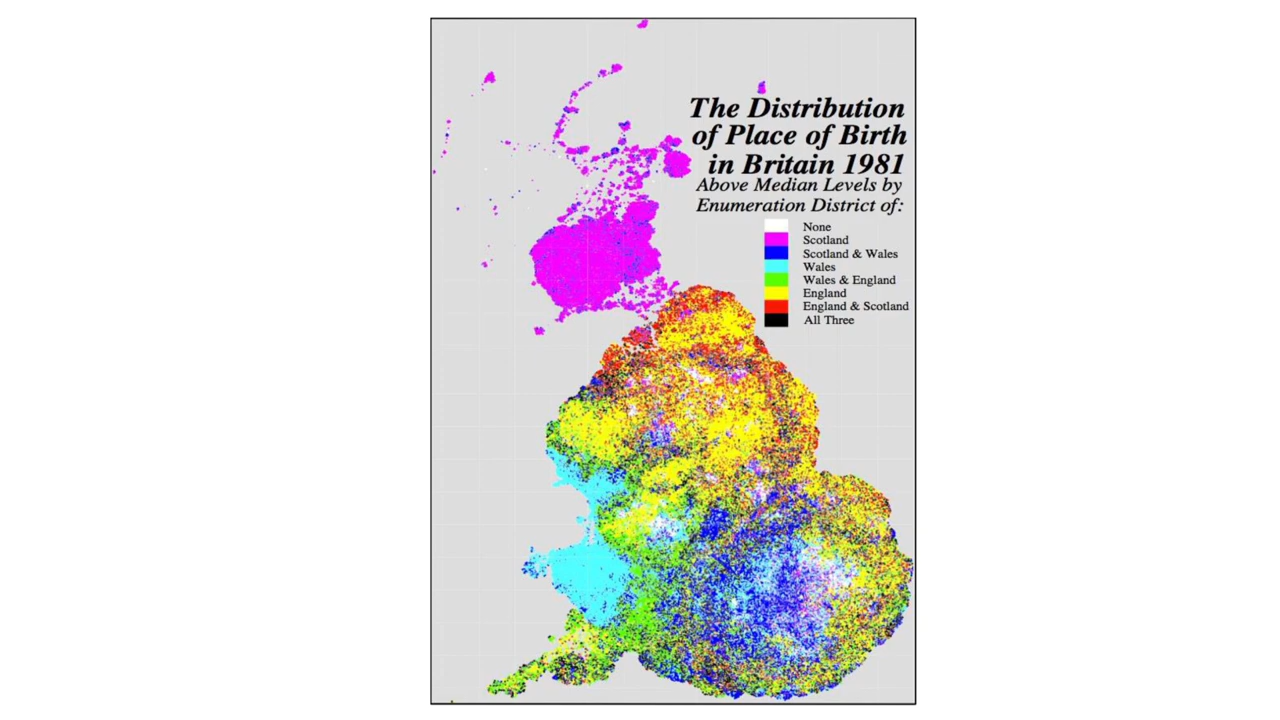 The Distribution
of Place of Birth
in Britain 1981
Above Median Levels by
Enumeration District of:
None
Scotland
Scotland & Wales
Wales
Wales & England
England
England & Scotland
All Three